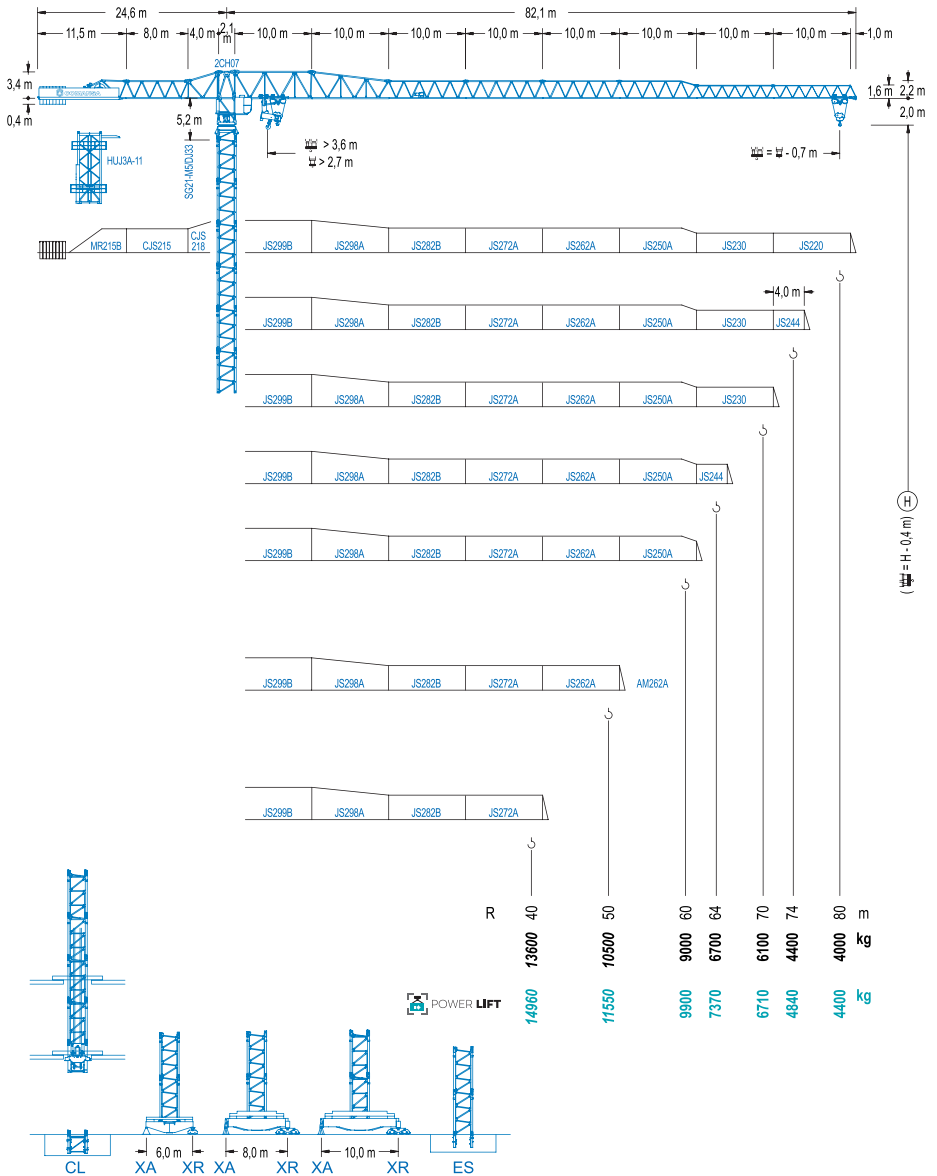 24,6 m 82,1 m
11,5 m 8,0 m 4,0 m 2,1 m 10,0 m 10,0 m 10,0 m 10,0 m 10,0 m 10,0 m 10,0 m 10,0 m 1,0 m
2CH07
3,4 m
COMANSA
1,6 m 2,2 m
0,4 m 5,2 m 2,0 m
HUJ3A-11
SG21-M5/DJ33
> 3,6 m
> 2,7 m
= - 0,7 m
MR215B CJS215 CJS 218 JS299B JS298A JS282B JS272A JS262A JS250A JS230 JS220
4,0 m
JS299B JS298A JS282B JS272A JS262A JS250A JS230 JS244
JS299B JS298A JS282B JS272A JS262A JS250A JS230
JS299B JS298A JS282B JS272A JS262A JS250A JS244
H
( = H - 0,4 m)
JS299B JS298A JS282B JS272A JS262A JS250A
JS299B JS298A JS282B JS272A JS262A AM262A
JS299B JS298A JS282B JS272A
R 40 50 60 64 70 74 80 m
13600 10500 9000 6700 6100 4400 4000 kg
POWER LIFT 14960 11550 9900 7370 6710 4840 4400 kg
6,0 m 8,0 m 10,0 m
CL XA XR XA XR XA XR ES